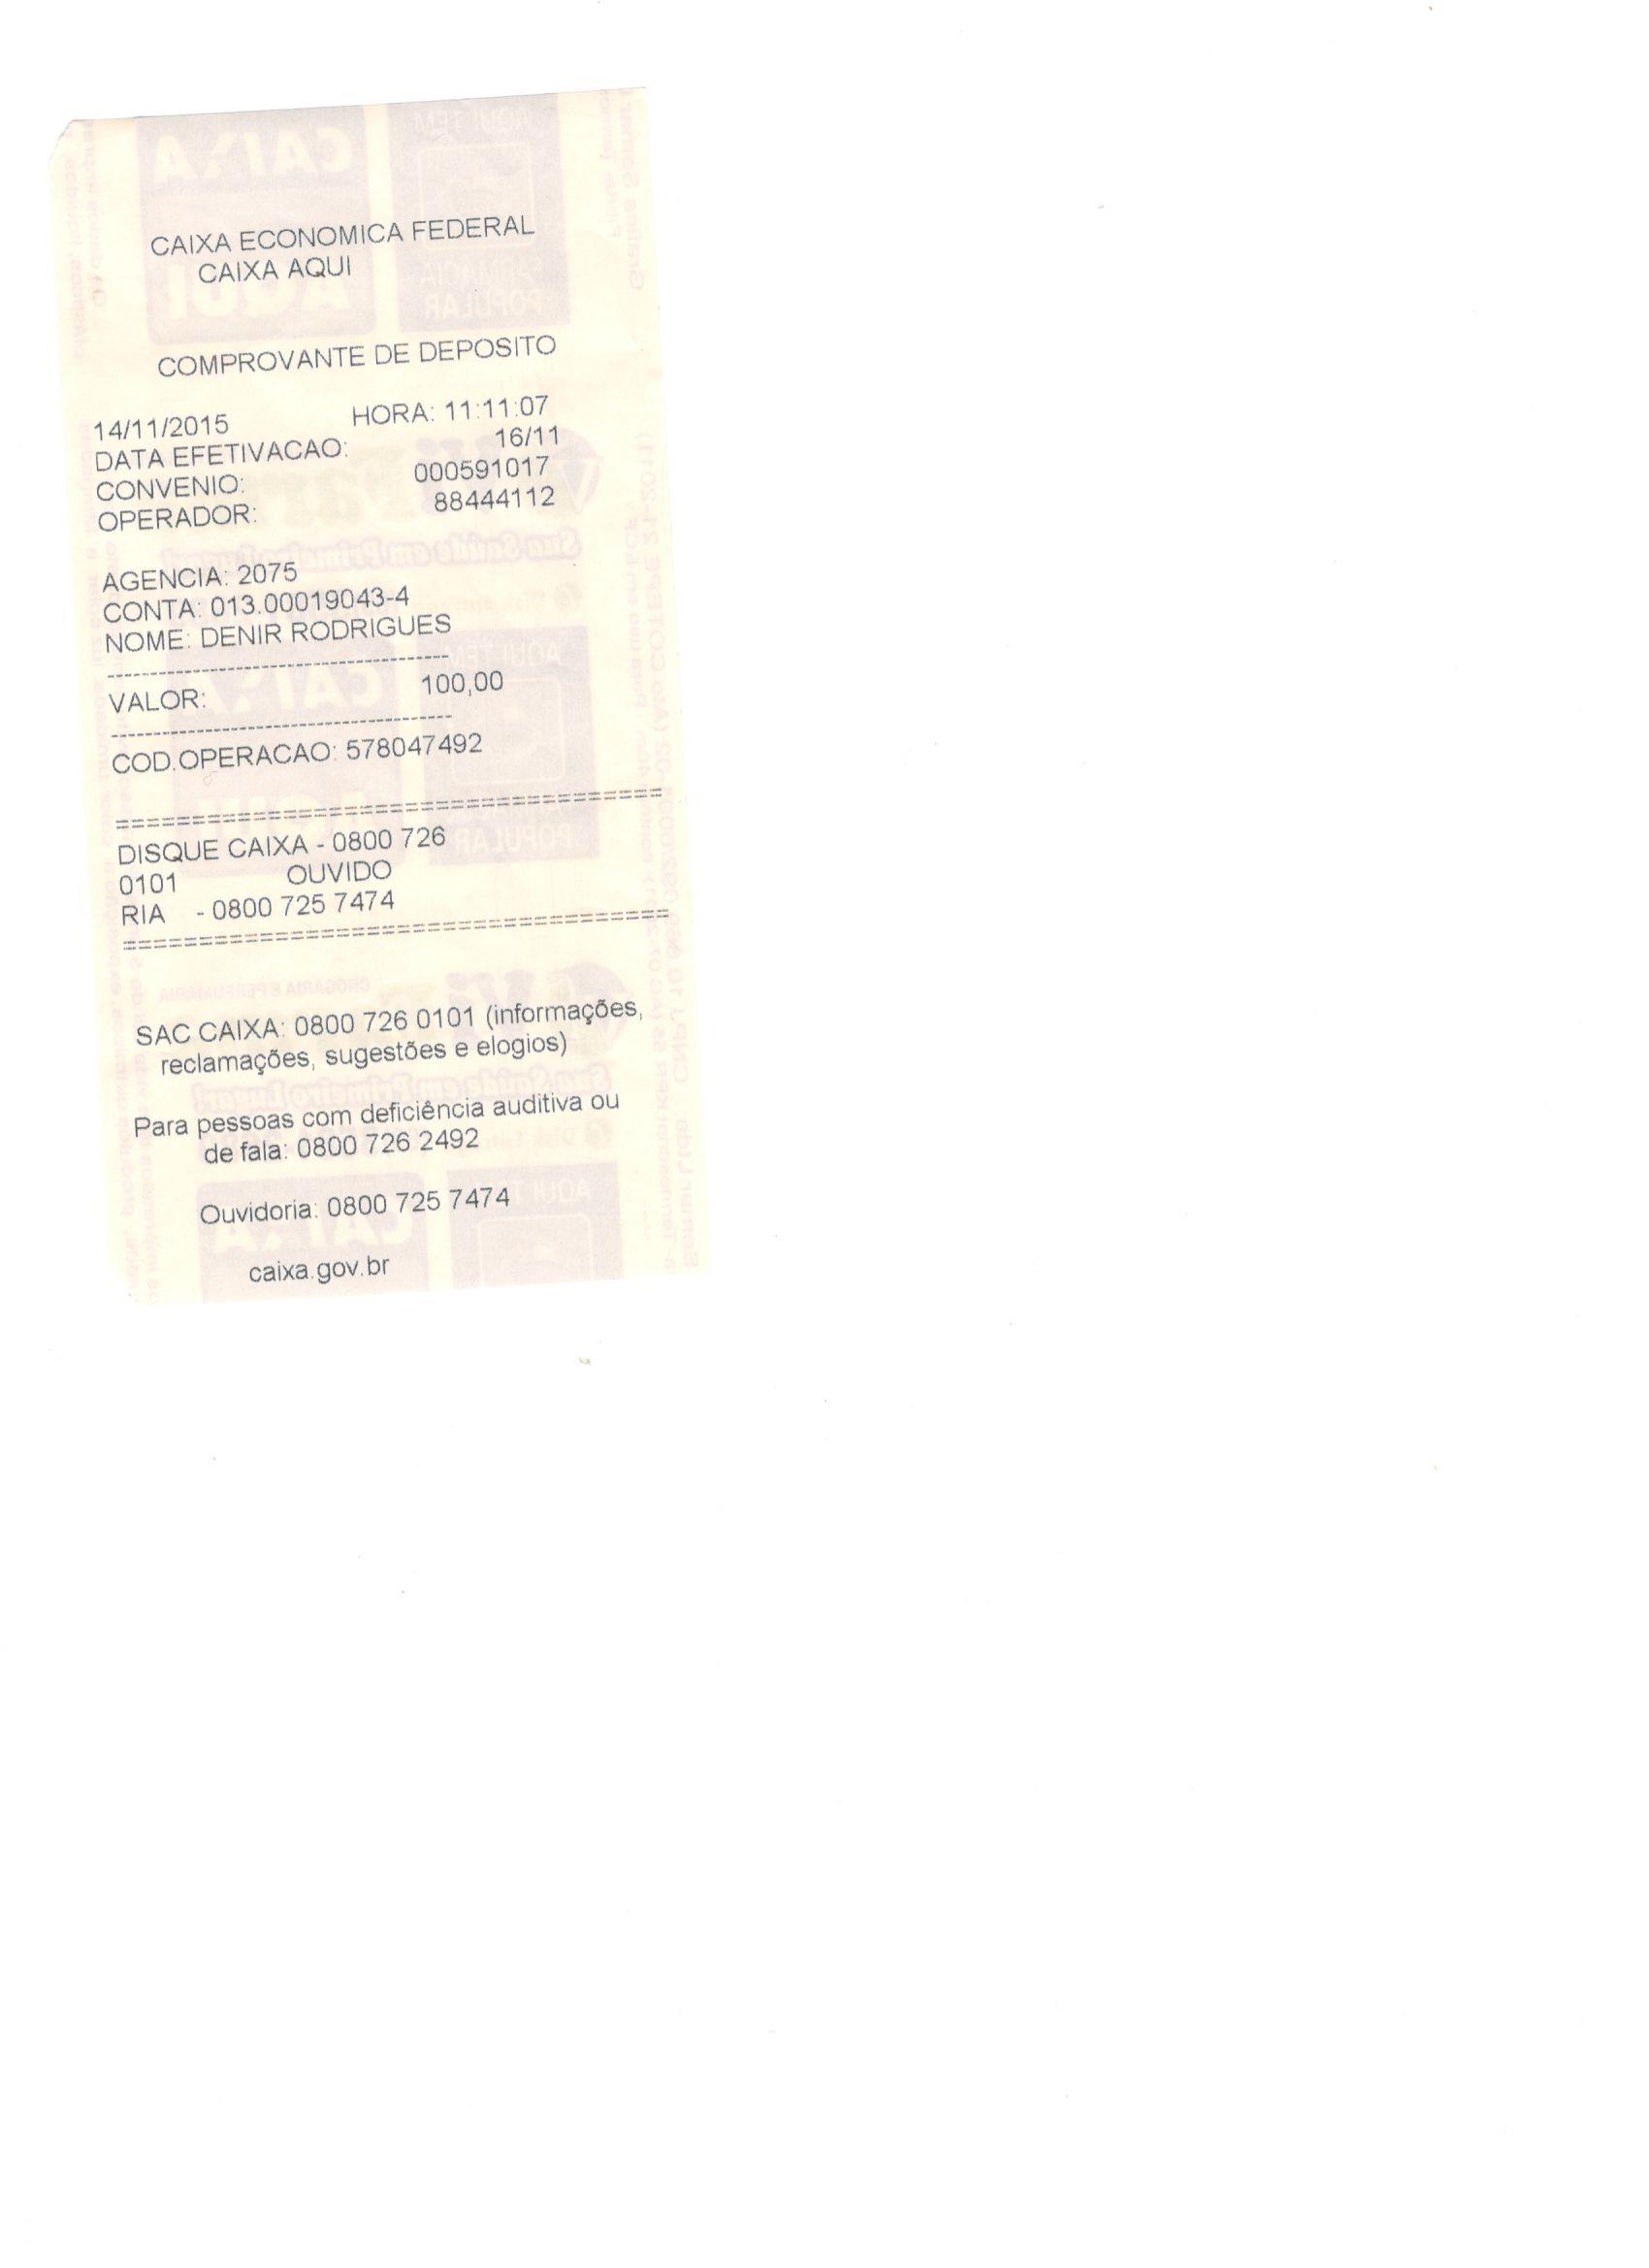 CAIXA ECONOMICA FEDERAL
CAIXA AQUI
COMPROVANTE DE DEPOSITO
14/11/2015 HORA: 11:11:07
DATA EFETIVACAO: 16/11
CONVENIO: 000591017
OPERADOR: 88444112
AGENCIA: 2075
CONTA: 013.00019043-4
NOME: DENIR RODRIGUES
---------------------------------------
VALOR: 100,00
---------------------------------------
COD.OPERACAO: 578047492
================================================
DISQUE CAIXA - 0800 726
0101 OUVIDO
RIA - 0800 725 7474
================================================
SAC CAIXA: 0800 726 0101 (informações,
reclamações, sugestões e elogios)
Para pessoas com deficiência auditiva ou
de fala: 0800 726 2492
Ouvidoria: 0800 725 7474
caixa.gov.br